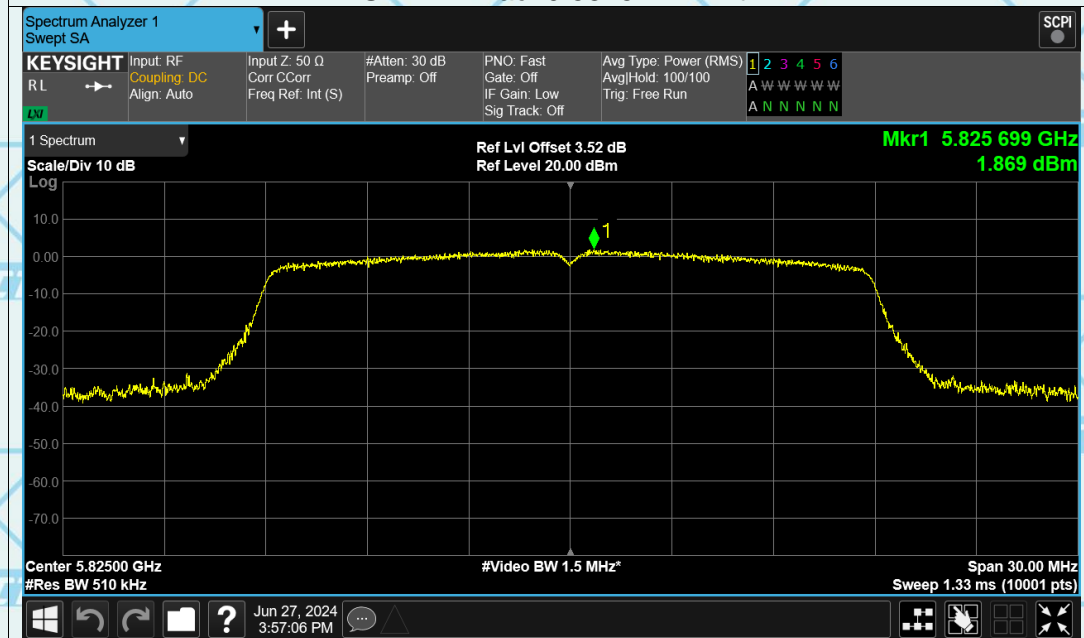 Spectrum Analyzer 1
Swept SA
SCPI
KEYSIGHT
R L
LXI
Input: RF
Coupling: DC
Align: Auto
Input Z: 50 Ω
Corr CCorr
Freq Ref: Int (S)
#Atten: 30 dB
Preamp: Off
PNO: Fast
Gate: Off
IF Gain: Low
Sig Track: Off
Avg Type: Power (RMS)
Avg|Hold: 100/100
Trig: Free Run
1 2 3 4 5 6
A W W W W W
A N N N N N
1 Spectrum
Scale/Div 10 dB
Log
Ref Lvl Offset 3.52 dB
Ref Level 20.00 dBm
Mkr1 5.825 699 GHz
1.869 dBm
1
10.0
0.00
-10.0
-20.0
-30.0
-40.0
-50.0
-60.0
-70.0
Center 5.82500 GHz
#Res BW 510 kHz
#Video BW 1.5 MHz*
Span 30.00 MHz
Sweep 1.33 ms (10001 pts)
?
Jun 27, 2024
3:57:06 PM